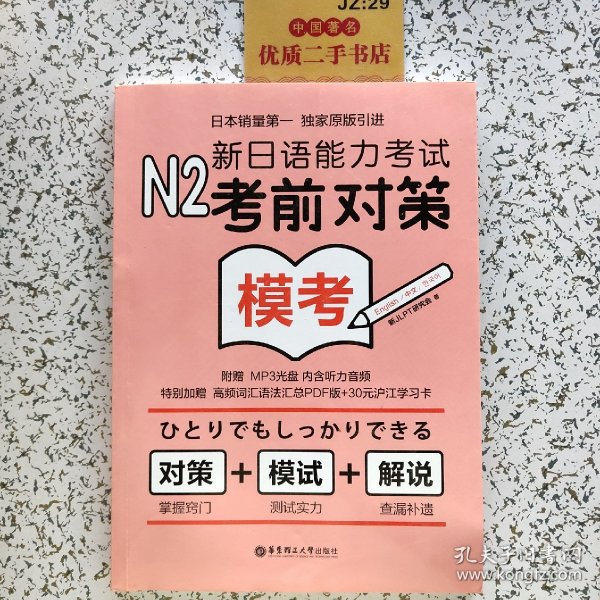 JZ:29
中国著名
优质二手书店
日本销量第一 独家原版引进
N2 新日语能力考试
考前对策
模考
English/中文/한국어
新JLPT研究会 著
附赠 MP3光盘 内含听力音频
特别加赠 高频词汇语法汇总PDF版+30元沪江学习卡
ひとりでもしっかりできる
对策+模试+解说
掌握窍门 测试实力 查漏补遗
華東理工大学出版社
孔夫子旧书网
www.kongfz.com